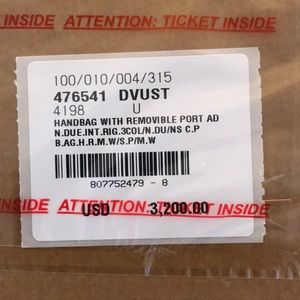 ATTENTION: TICKET INSIDE
100/010/004/315
476541 DVUST
4198 U
HANDBAG WITH REMOVIBLE PORT AD
N.DUE.INT.RIG.3COL/N.DU/NS C.P
B.AG.H.R.M.W/S.P/M.W
807752479 - 8
INSIDE ATTENTION: TICKET INSIDE
USD 3,200.00